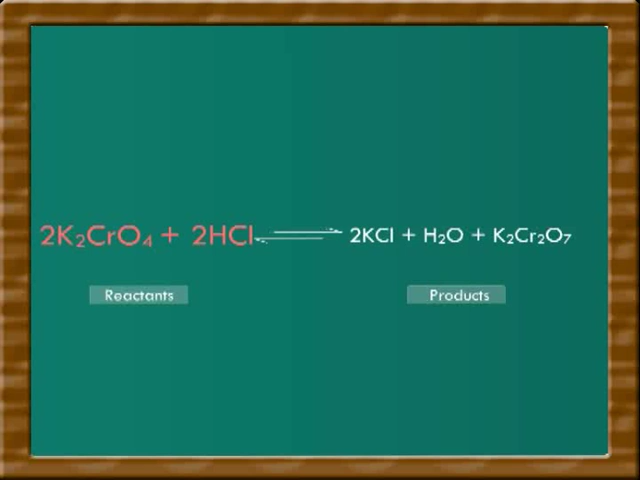 2K₂CrO₄ + 2HCl ⇌ 2KCl + H₂O + K₂Cr₂O₇
Reactants Products